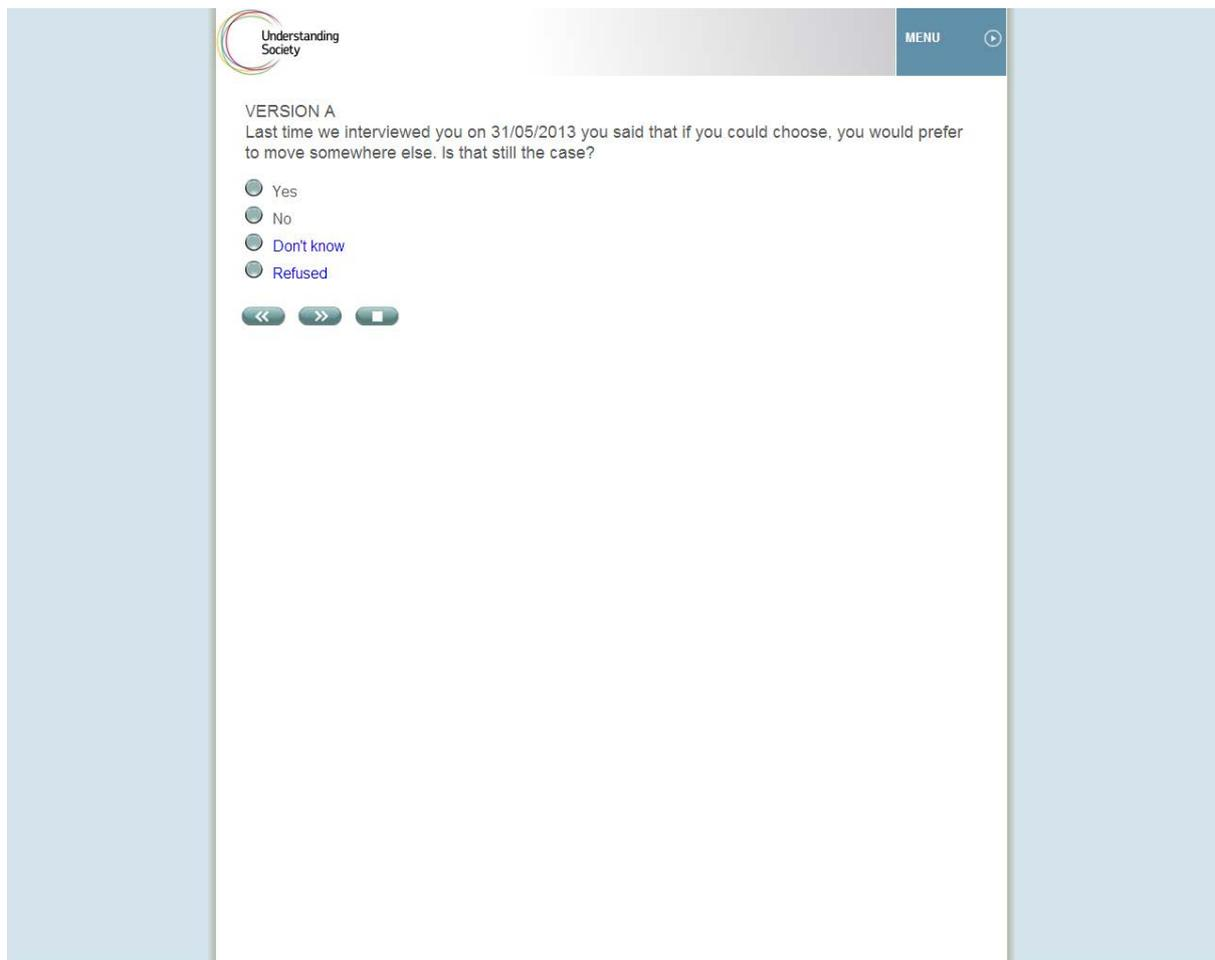 Understanding
Society
MENU
VERSION A
Last time we interviewed you on 31/05/2013 you said that if you could choose, you would prefer
to move somewhere else. Is that still the case?
Yes
No
Don't know
Refused